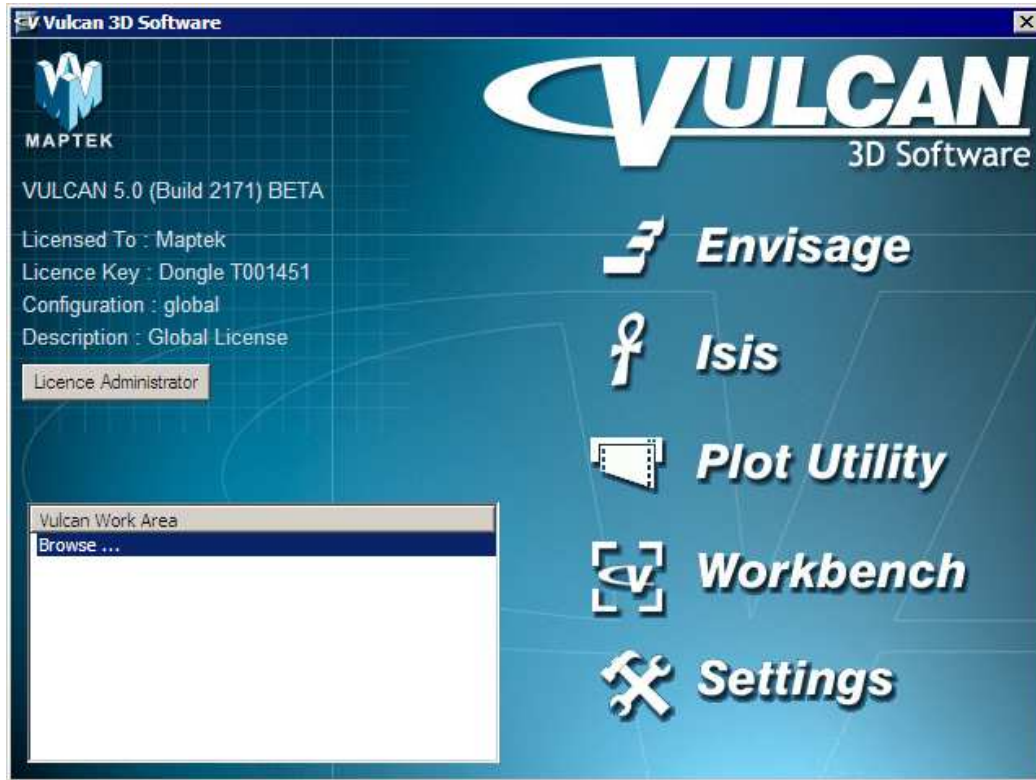 Vulcan 3D Software
MAPTEK
VULCAN
3D Software
VULCAN 5.0 (Build 2171) BETA
Licensed To : Maptek
Licence Key : Dongle T001451
Configuration : global
Description : Global License
Licence Administrator
Vulcan Work Area
Browse ...
Envisage
Isis
Plot Utility
Workbench
Settings